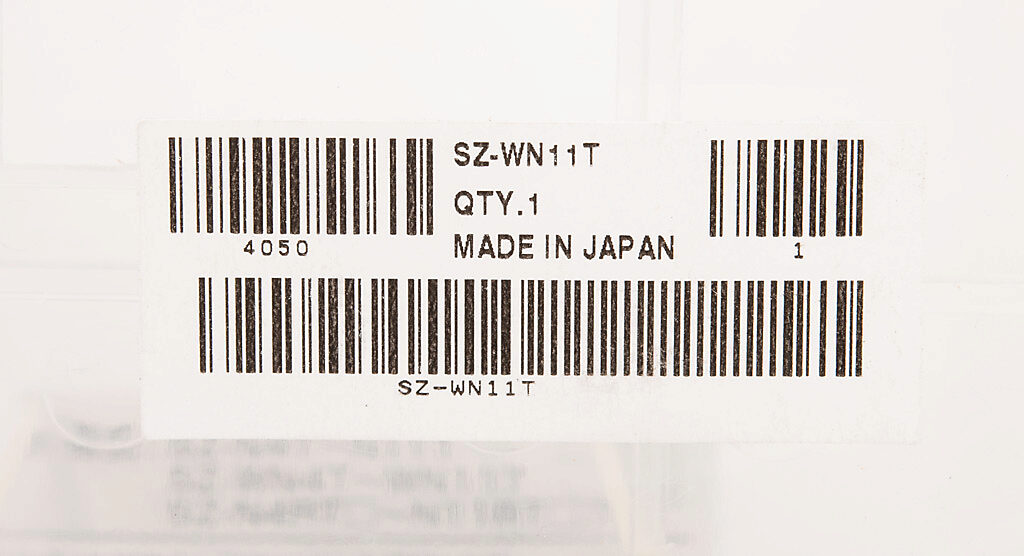 SZ-WN11T
QTY.1
MADE IN JAPAN
4050
1
SZ-WN11T